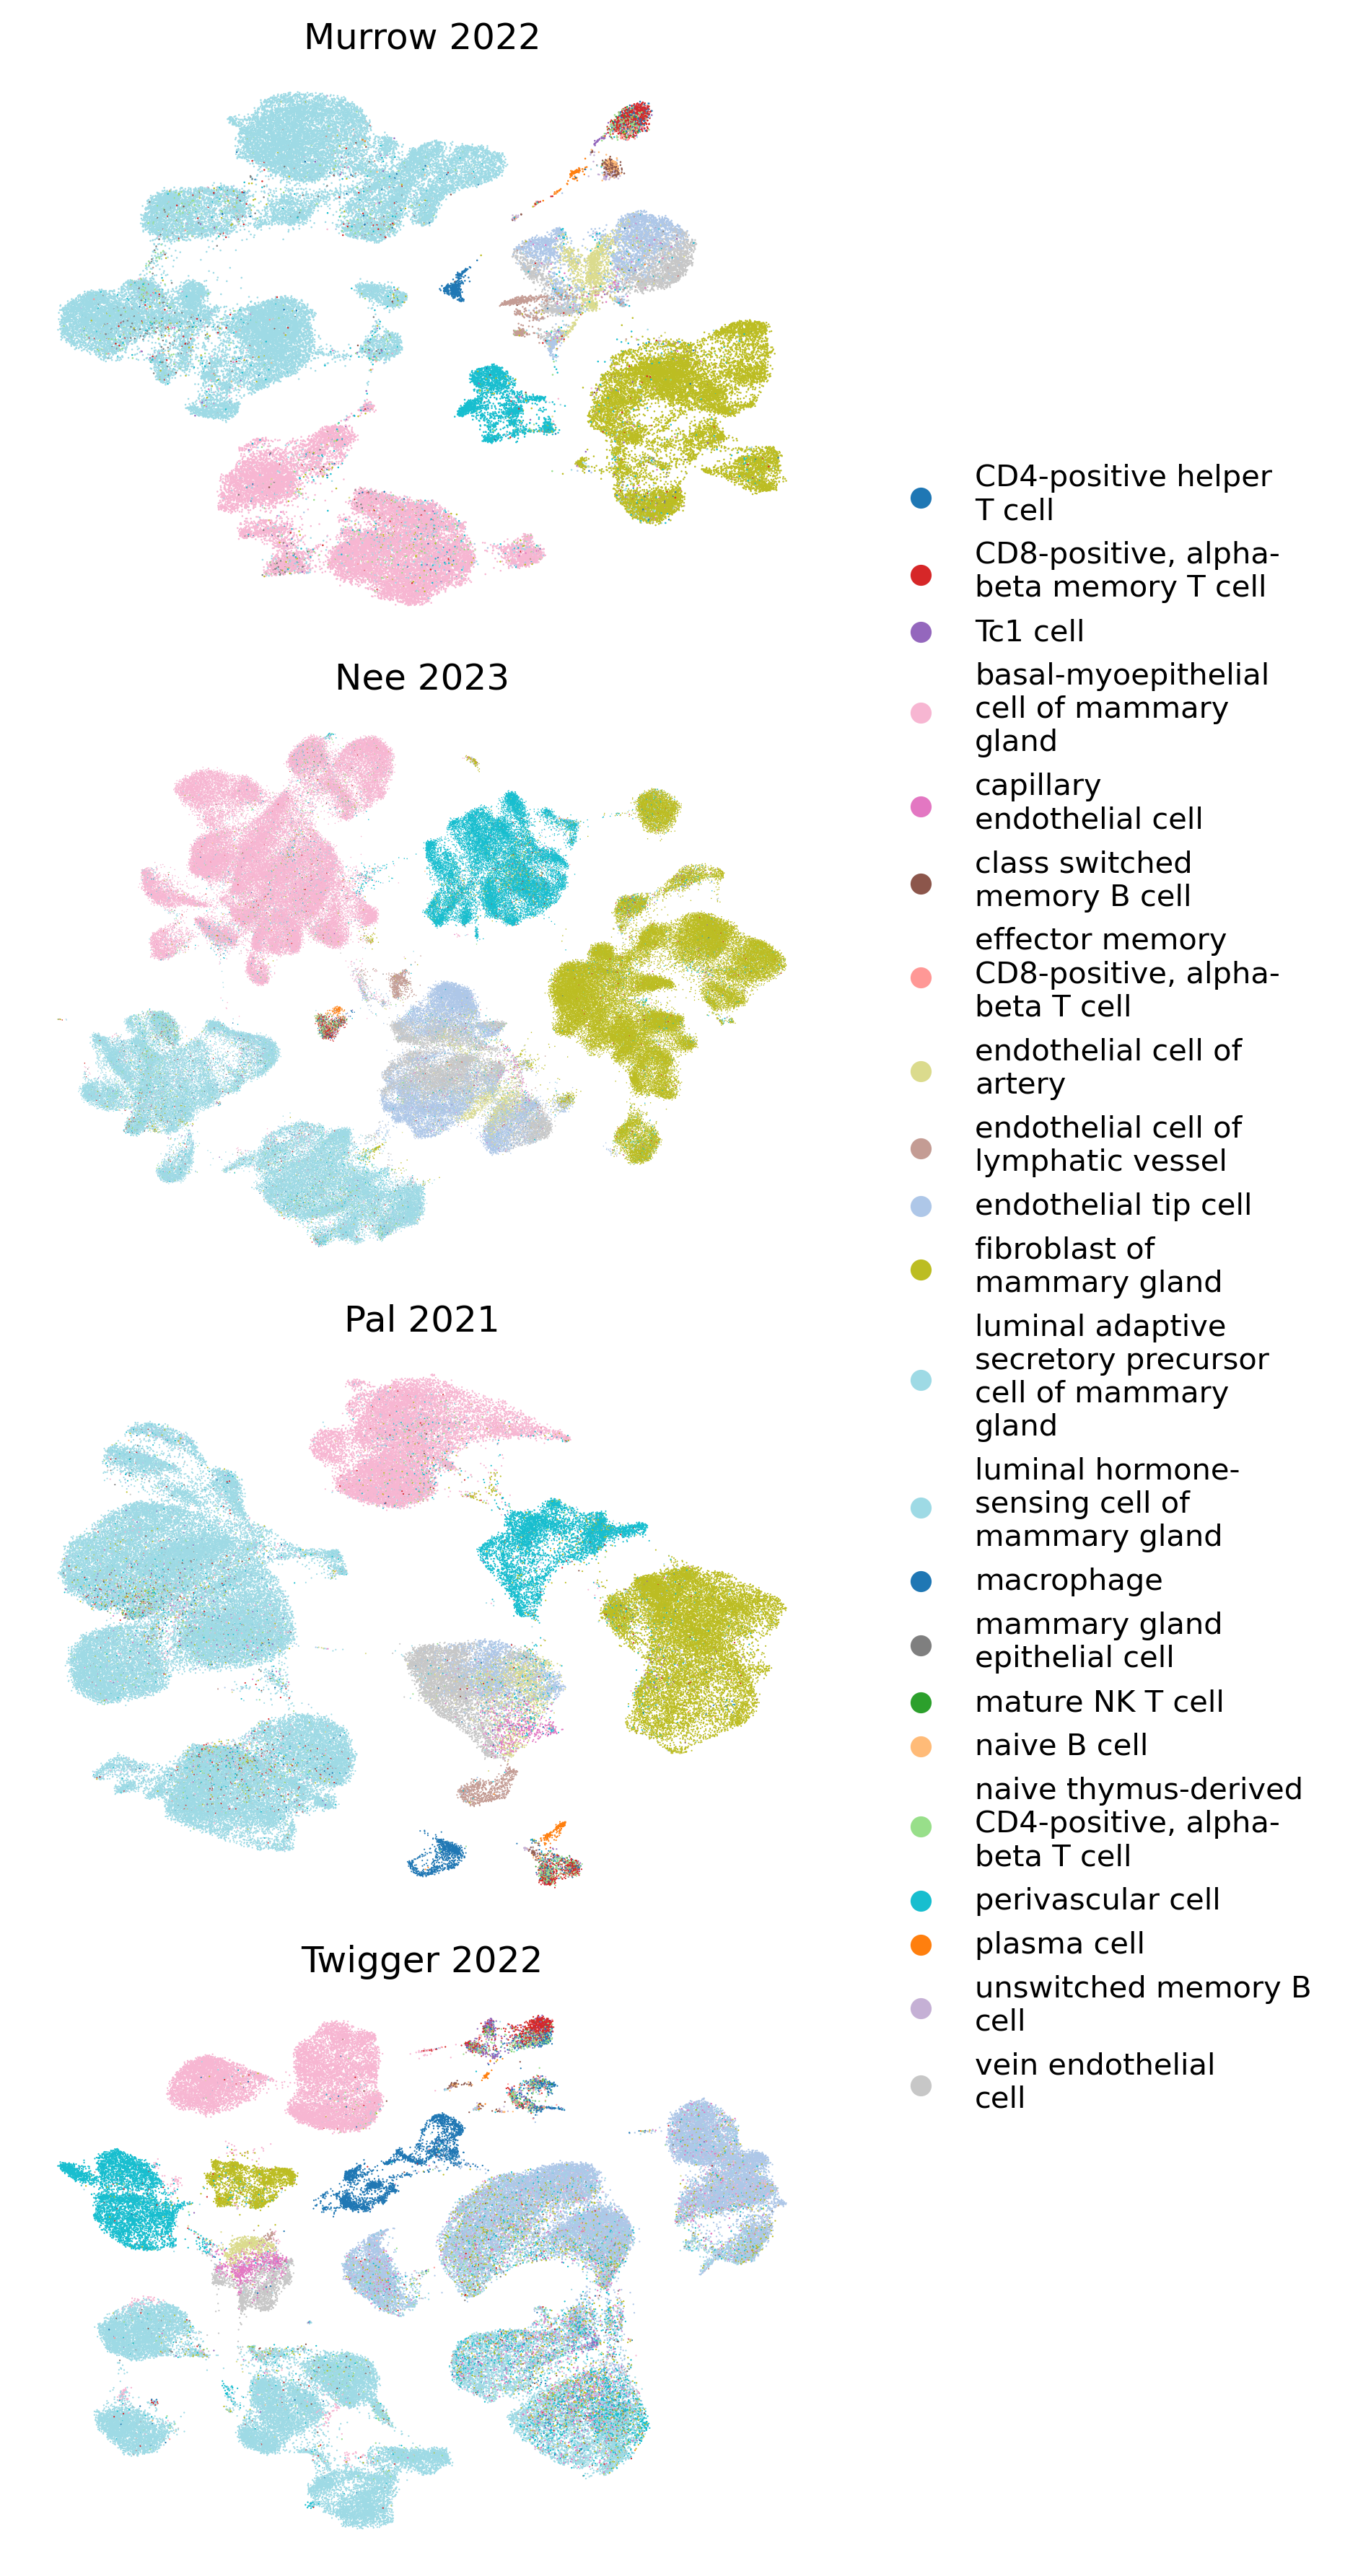 Murrow 2022
Nee 2023
Pal 2021
Twigger 2022
CD4-positive helper
T cell
CD8-positive, alpha-
beta memory T cell
Tc1 cell
basal-myoepithelial
cell of mammary
gland
capillary
endothelial cell
class switched
memory B cell
effector memory
CD8-positive, alpha-
beta T cell
endothelial cell of
artery
endothelial cell of
lymphatic vessel
endothelial tip cell
fibroblast of
mammary gland
luminal adaptive
secretory precursor
cell of mammary
gland
luminal hormone-
sensing cell of
mammary gland
macrophage
mammary gland
epithelial cell
mature NK T cell
naive B cell
naive thymus-derived
CD4-positive, alpha-
beta T cell
perivascular cell
plasma cell
unswitched memory B
cell
vein endothelial
cell